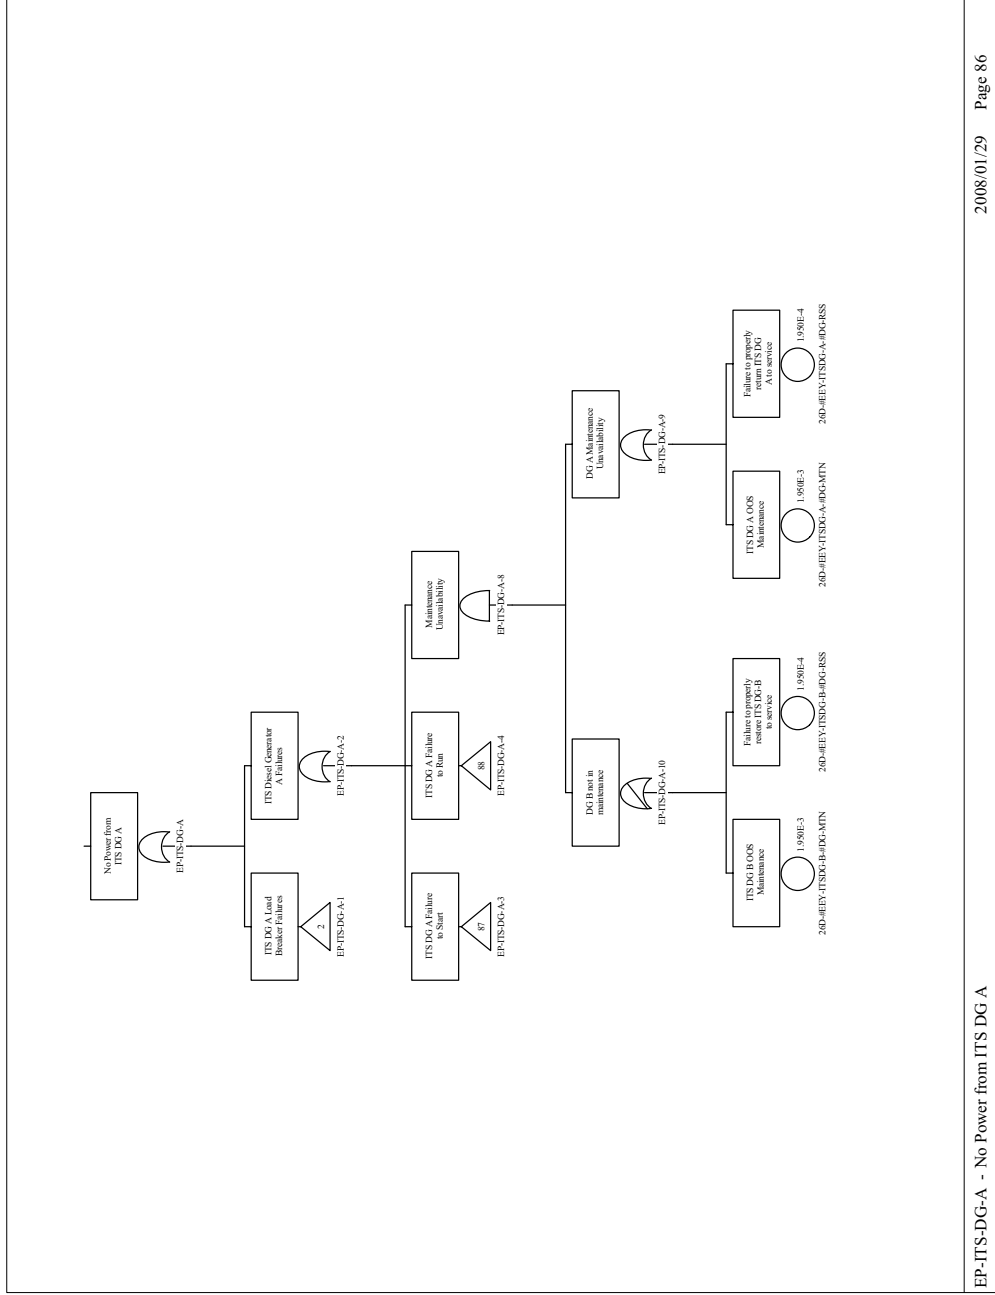 No Power from
ITS DG A
EP-ITS-DG-A
ITS DG A Load
Breaker Failures
2
EP-ITS-DG-A-1
ITS Diesel Generator
A Failures
EP-ITS-DG-A-2
ITS DG A Failure
to Start
87
EP-ITS-DG-A-3
ITS DG A Failure
to Run
88
EP-ITS-DG-A-4
Maintenance
Unavailability
EP-ITS-DG-A-8
DG B not in
maintenance
EP-ITS-DG-A-10
DG A Maintenance
Unavailability
EP-ITS-DG-A-9
ITS DG B OOS
Maintenance
1.950E-3
26D-#EEY-ITSDG-B-#DG-MTN
Failure to properly
restore ITS DG-B
to service
1.950E-4
26D-#EEY-ITSDG-B-#DG-RSS
ITS DG A OOS
Maintenance
1.950E-3
26D-#EEY-ITSDG-A-#DG-MTN
Failure to properly
return ITS DG
A to service
1.950E-4
26D-#EEY-ITSDG-A-#DG-RSS
EP-ITS-DG-A - No Power from ITS DG A
2008/01/29 Page 86